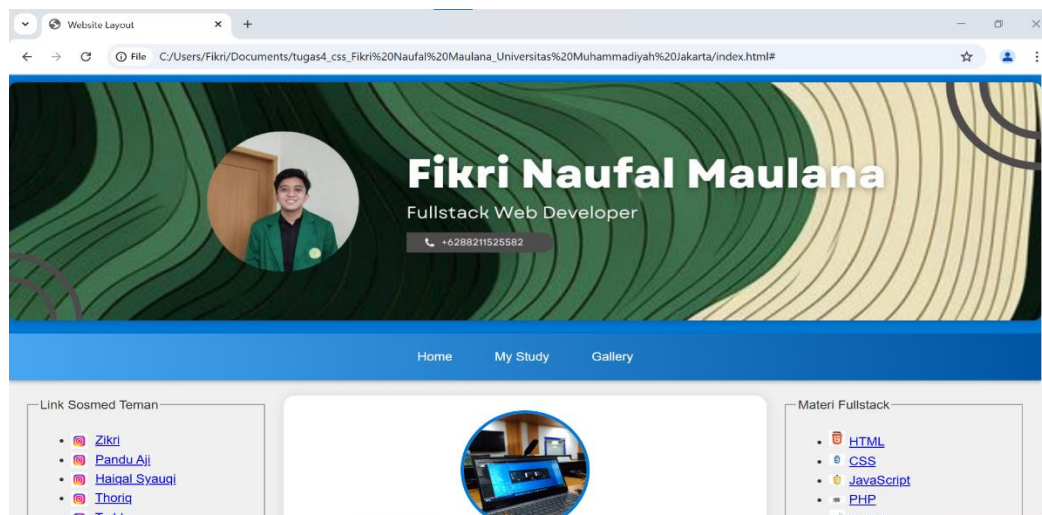 Website Layout
File C:/Users/Fikri/Documents/tugas4_css_Fikri%20Naufal%20Maulana_Universitas%20Muhammadiyah%20Jakarta/index.html#
Fikri Naufal Maulana
Fullstack Web Developer
+6288211525582
Home My Study Gallery
Link Sosmed Teman
Zikri
Pandu Aji
Haiqal Syauqi
Thoriq
Materi Fullstack
HTML
CSS
JavaScript
PHP